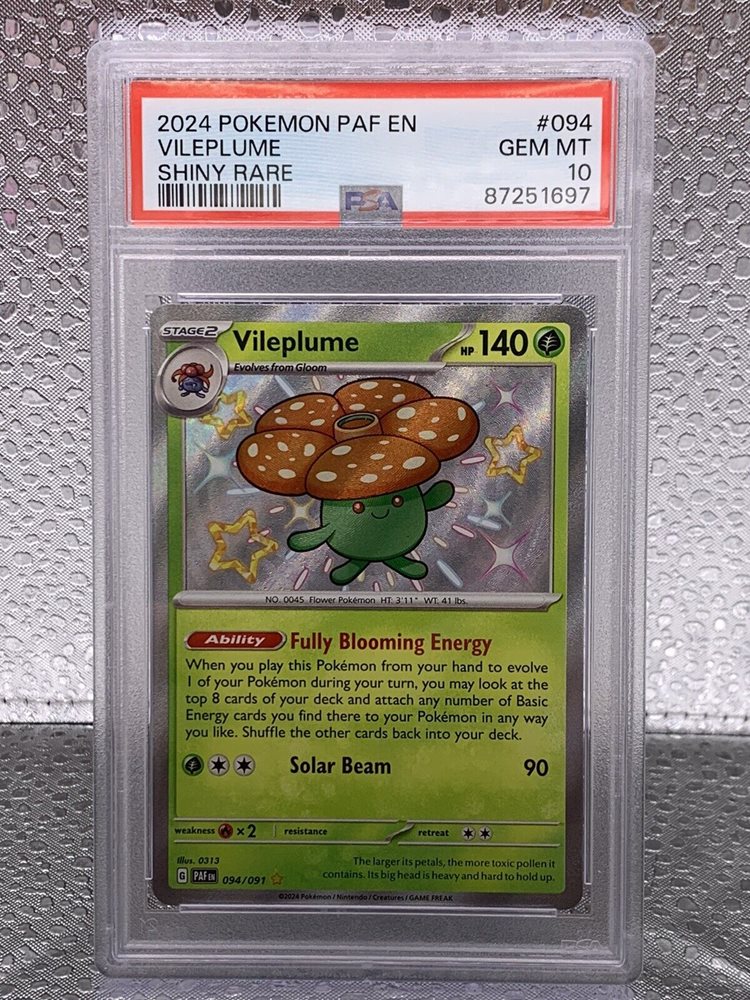 2024 POKEMON PAF EN #094
VILEPLUME GEM MT
SHINY RARE 10
87251697
PSA
STAGE2 Vileplume HP 140
Evolves from Gloom
NO. 0045 Flower Pokémon HT: 3'11" WT: 41 lbs.
Ability Fully Blooming Energy
When you play this Pokémon from your hand to evolve
1 of your Pokémon during your turn, you may look at the
top 8 cards of your deck and attach any number of Basic
Energy cards you find there to your Pokémon in any way
you like. Shuffle the other cards back into your deck.
Solar Beam 90
weakness ×2 resistance retreat
Illus. 0313
The larger its petals, the more toxic pollen it
contains. Its big head is heavy and hard to hold up.
G PAF EN 094/091
©2024 Pokémon / Nintendo / Creatures / GAME FREAK
PSA